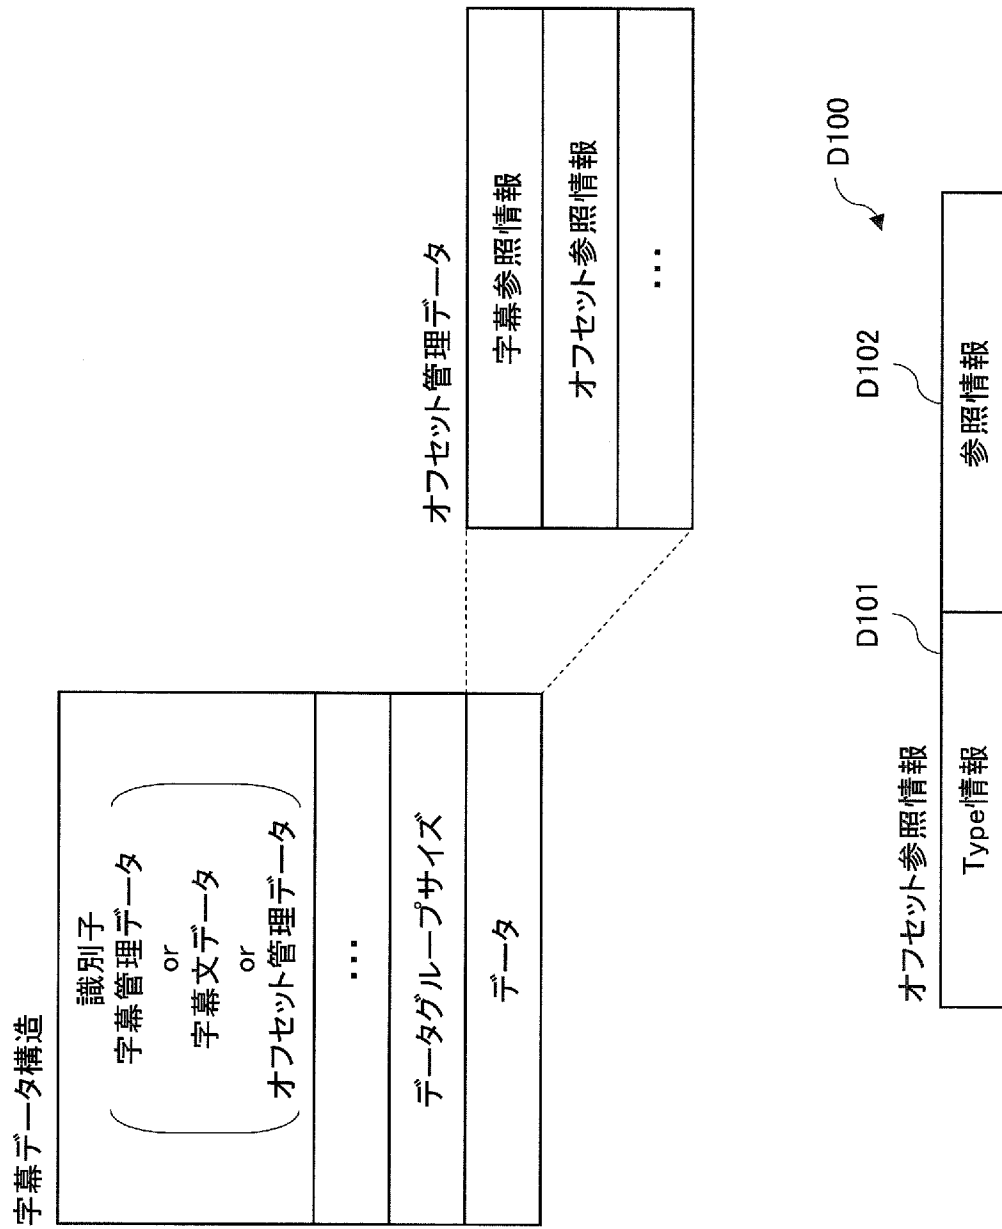 字幕データ構造
識別子
字幕管理データ
or
字幕文データ
or
オフセット管理データ
...
データグループサイズ
データ
オフセット管理データ
字幕参照情報
オフセット参照情報
...
D100
オフセット参照情報
D101
D102
Type情報
参照情報